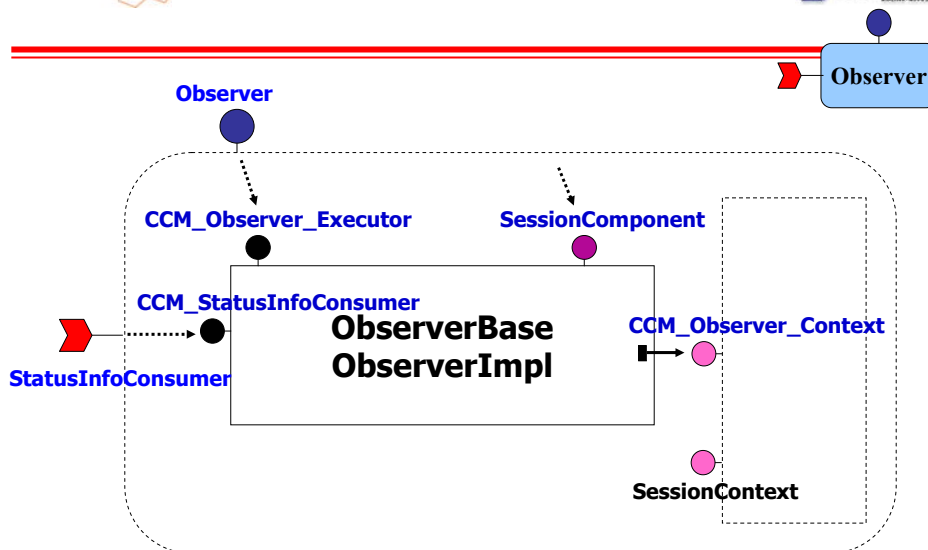 Observer
Observer
CCM_Observer_Executor
SessionComponent
CCM_StatusInfoConsumer
ObserverBase
ObserverImpl
CCM_Observer_Context
StatusInfoConsumer
SessionContext